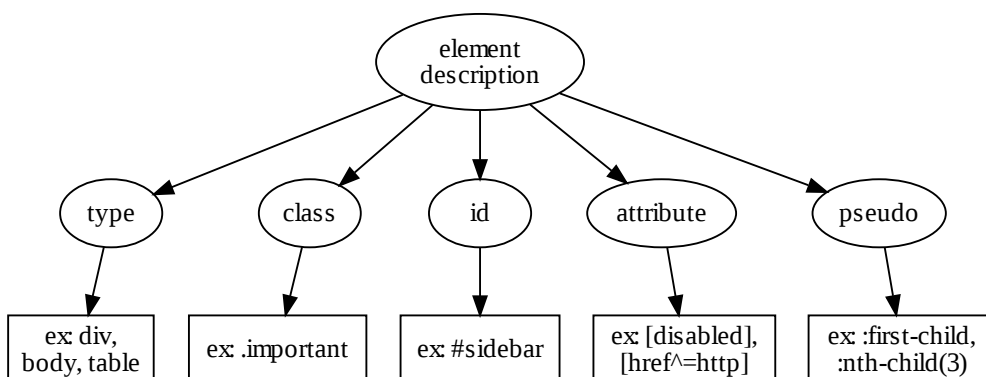 element
description
type
class
id
attribute
pseudo
ex: div,
body, table
ex: .important
ex: #sidebar
ex: [disabled],
[href^=http]
ex: :first-child,
:nth-child(3)